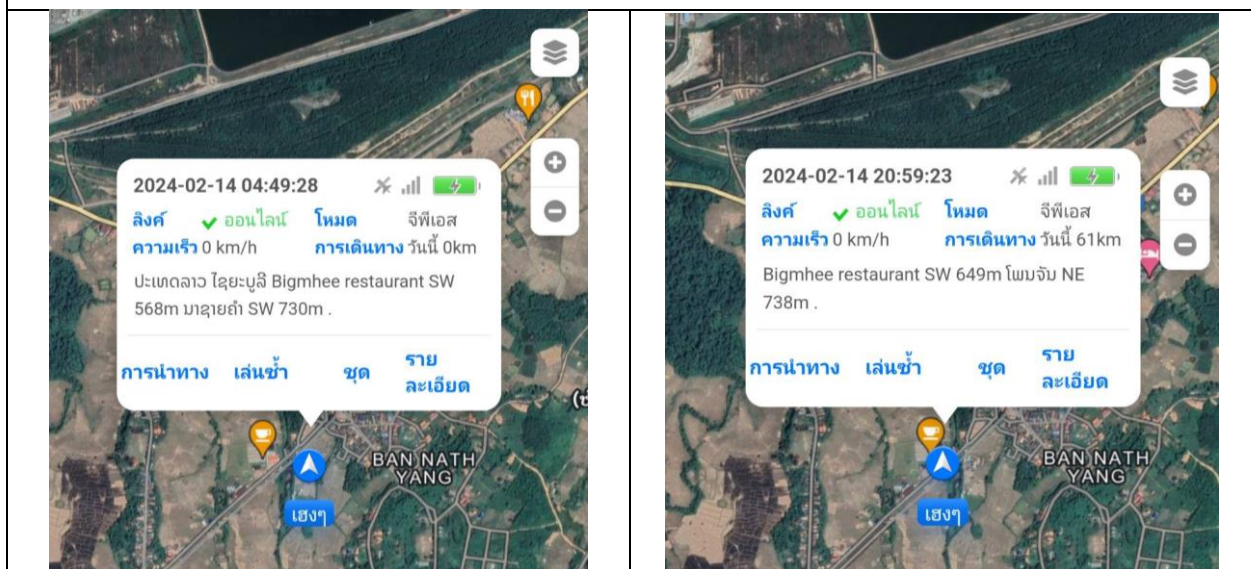 2024-02-14 04:49:28
ลิงค์ ออนไลน์ โหมด จีพีเอส
ความเร็ว 0 km/h การเดินทาง วันนี้ 0km
ປະເທດລາວ ໄຊຍະບູລີ Bigmhee restaurant SW
568m ນາຊາຍຄຳ SW 730m .
การนำทาง เล่นซ้ำ ชุด ราย
ละเอียด
BAN NATH
YANG
ເຮງໆ
2024-02-14 20:59:23
ลิงค์ ออนไลน์ โหมด จีพีเอส
ความเร็ว 0 km/h การเดินทาง วันนี้ 61km
Bigmhee restaurant SW 649m ໂພນຈັບ NE
738m .
การนำทาง เล่นซ้ำ ชุด ราย
ละเอียด
BAN NATH
YANG
ເຮງໆ